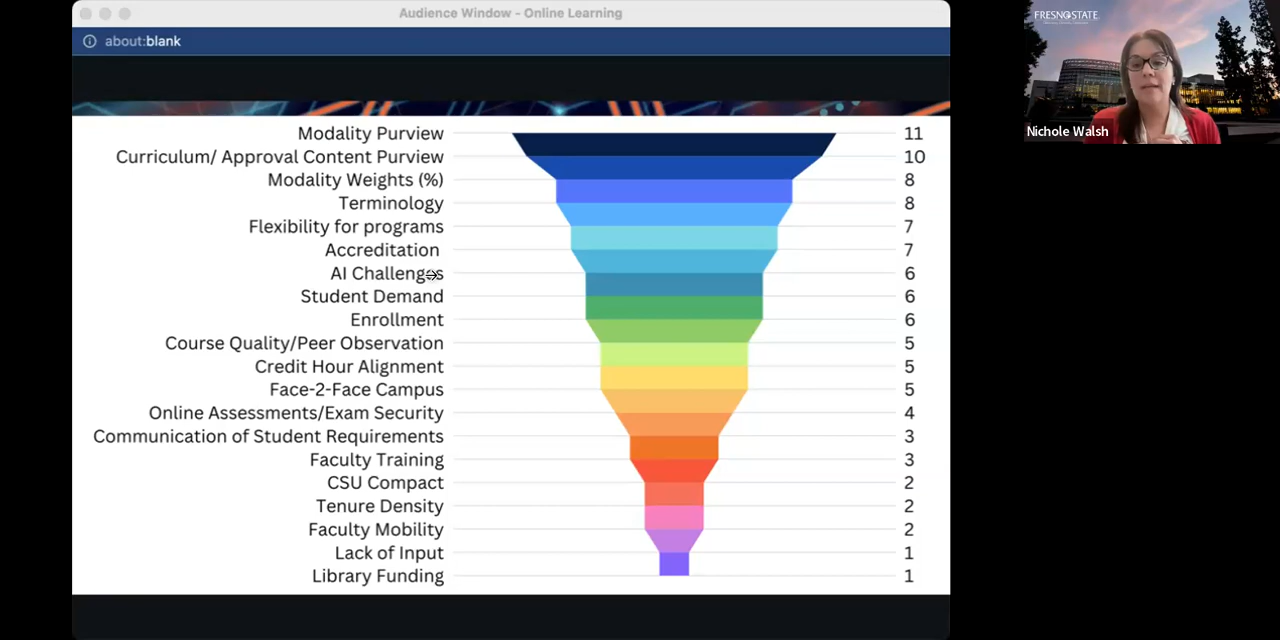 Audience Window - Online Learning
about:blank
FRESNO STATE
Nichole Walsh
Modality Purview 11
Curriculum/ Approval Content Purview 10
Modality Weights (%) 8
Terminology 8
Flexibility for programs 7
Accreditation 7
AI Challenges 6
Student Demand 6
Enrollment 6
Course Quality/Peer Observation 5
Credit Hour Alignment 5
Face-2-Face Campus 5
Online Assessments/Exam Security 4
Communication of Student Requirements 3
Faculty Training 3
CSU Compact 2
Tenure Density 2
Faculty Mobility 2
Lack of Input 1
Library Funding 1